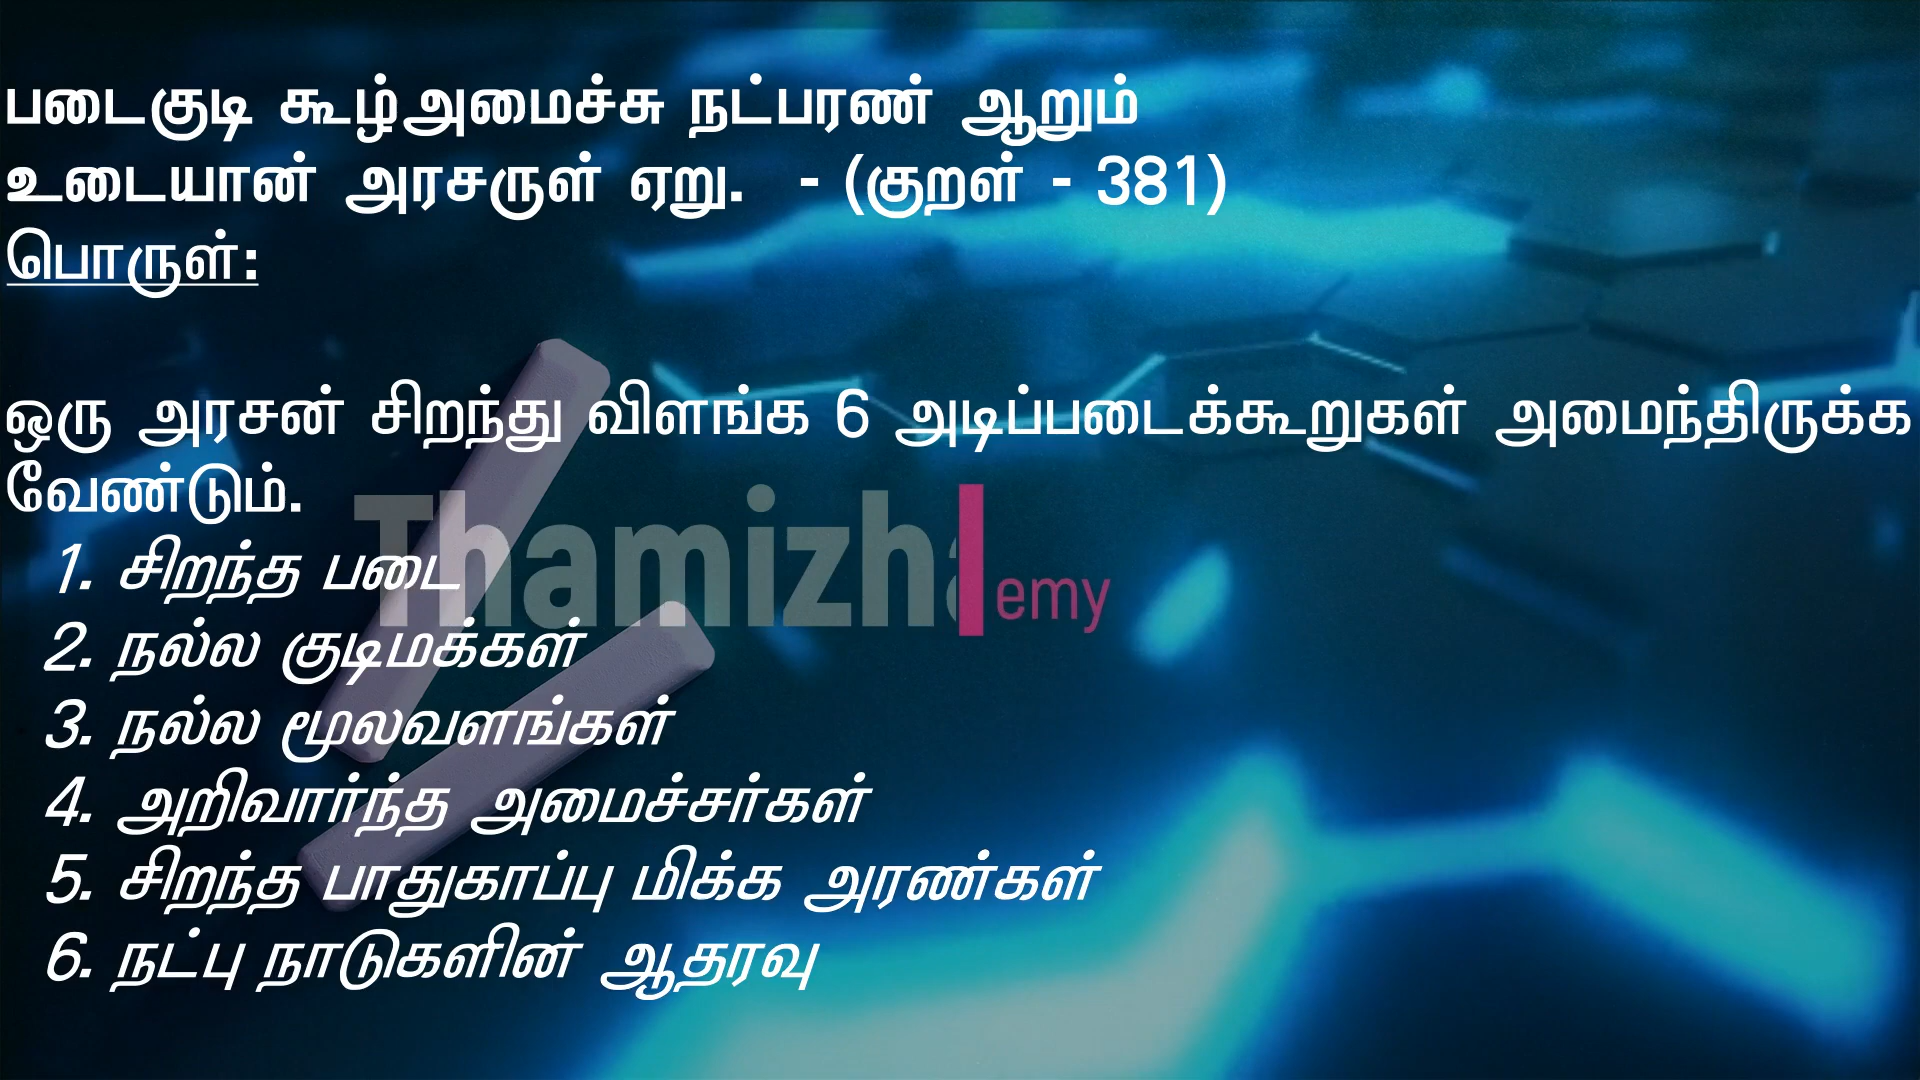 படைகுடி கூழ்அமைச்சு நட்பரண் ஆறும்
உடையான் அரசருள் ஏறு. - (குறள் - 381)
பொருள்:
ஒரு அரசன் சிறந்து விளங்க 6 அடிப்படைக்கூறுகள் அமைந்திருக்க
வேண்டும்.
1. சிறந்த படை
2. நல்ல குடிமக்கள்
3. நல்ல மூலவளங்கள்
4. அறிவார்ந்த அமைச்சர்கள்
5. சிறந்த பாதுகாப்பு மிக்க அரண்கள்
6. நட்பு நாடுகளின் ஆதரவு